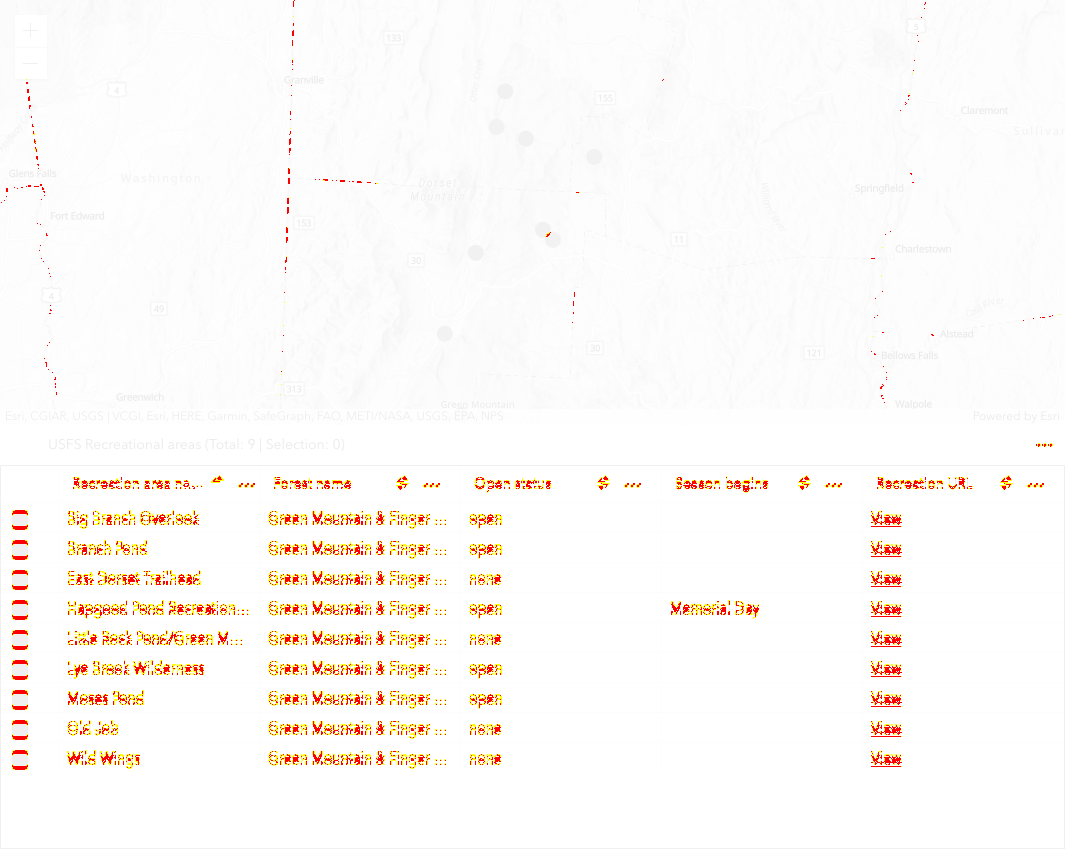 133
5
Granville
4
155
Claremont
Glens Falls
Washington
Dorset
Mountain
Springfield
Fort Edward
153
11
Charlestown
30
4
49
Alstead
30
121
Bellows Falls
313
Greenwich
Green Mountain
Walpole
Esri, CGIAR, USGS | VCGI, Esri, HERE, Garmin, SafeGraph, FAO, METI/NASA, USGS, EPA, NPS
Powered by Esri
USFS Recreational areas (Total: 9 | Selection: 0)
Recreation area na... Forest name Open status Season begins Recreation URL
Big Branch Overlook Green Mountain & Finger ... open View
Branch Pond Green Mountain & Finger ... open View
East Dorset Trailhead Green Mountain & Finger ... none View
Hapgood Pond Recreation... Green Mountain & Finger ... open Memorial Day View
Little Rock Pond/Green M... Green Mountain & Finger ... none View
Lye Brook Wilderness Green Mountain & Finger ... open View
Moses Pond Green Mountain & Finger ... open View
Old Job Green Mountain & Finger ... none View
Wild Wings Green Mountain & Finger ... none View